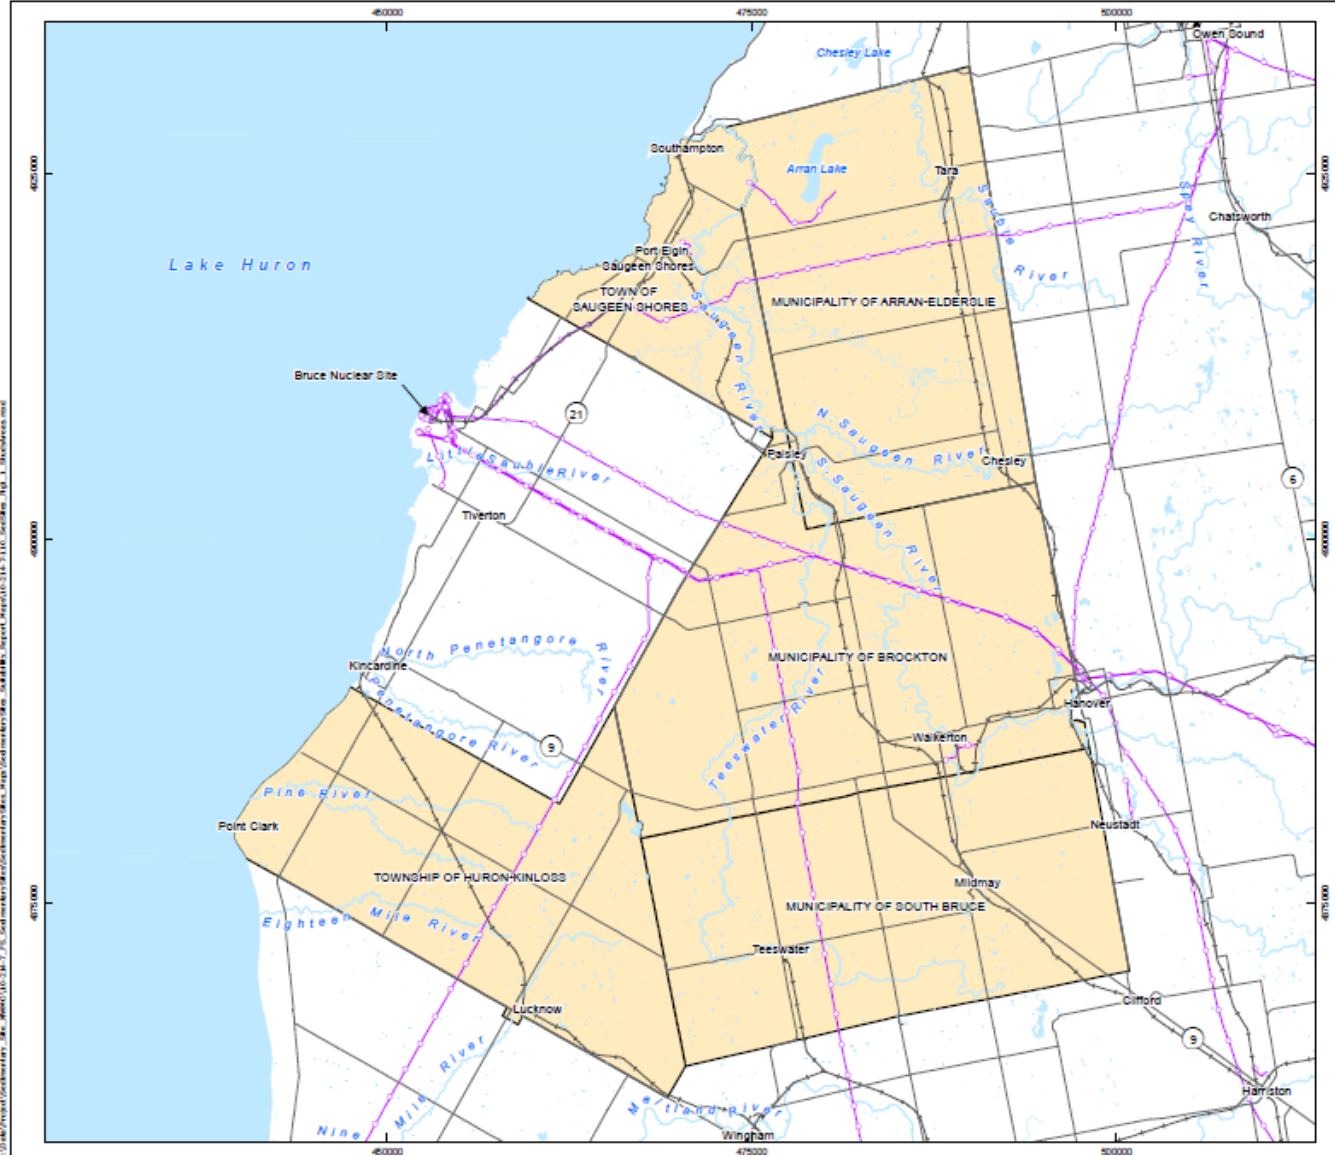 450000
475000
500000
Owen Sound
Chesley Lake
Southampton
4925000
Arran Lake
Tara
4925000
Sauble
River
Spey River
Chatsworth
Lake Huron
Port Elgin
Saugeen Shores
TOWN OF
SAUGEEN SHORES
MUNICIPALITY OF ARRAN-ELDERSLIE
Saugeen River
Bruce Nuclear Site
21
N Saugeen River
Little Sauble River
Paisley
Chesley
S Saugeen River
6
Tiverton
4900000
4900000
North Penetangore River
Kincardine
MUNICIPALITY OF BROCKTON
Penetangore River
Teeswater River
Hanover
9
Walkerton
Pine River
Point Clark
Neustadt
TOWNSHIP OF HURON-KINLOSS
Mildmay
4875000
4875000
MUNICIPALITY OF SOUTH BRUCE
Eighteen Mile River
Teeswater
Clifford
Lucknow
9
Nine Mile River
Harriston
Maitland River
Wingham
450000
475000
500000